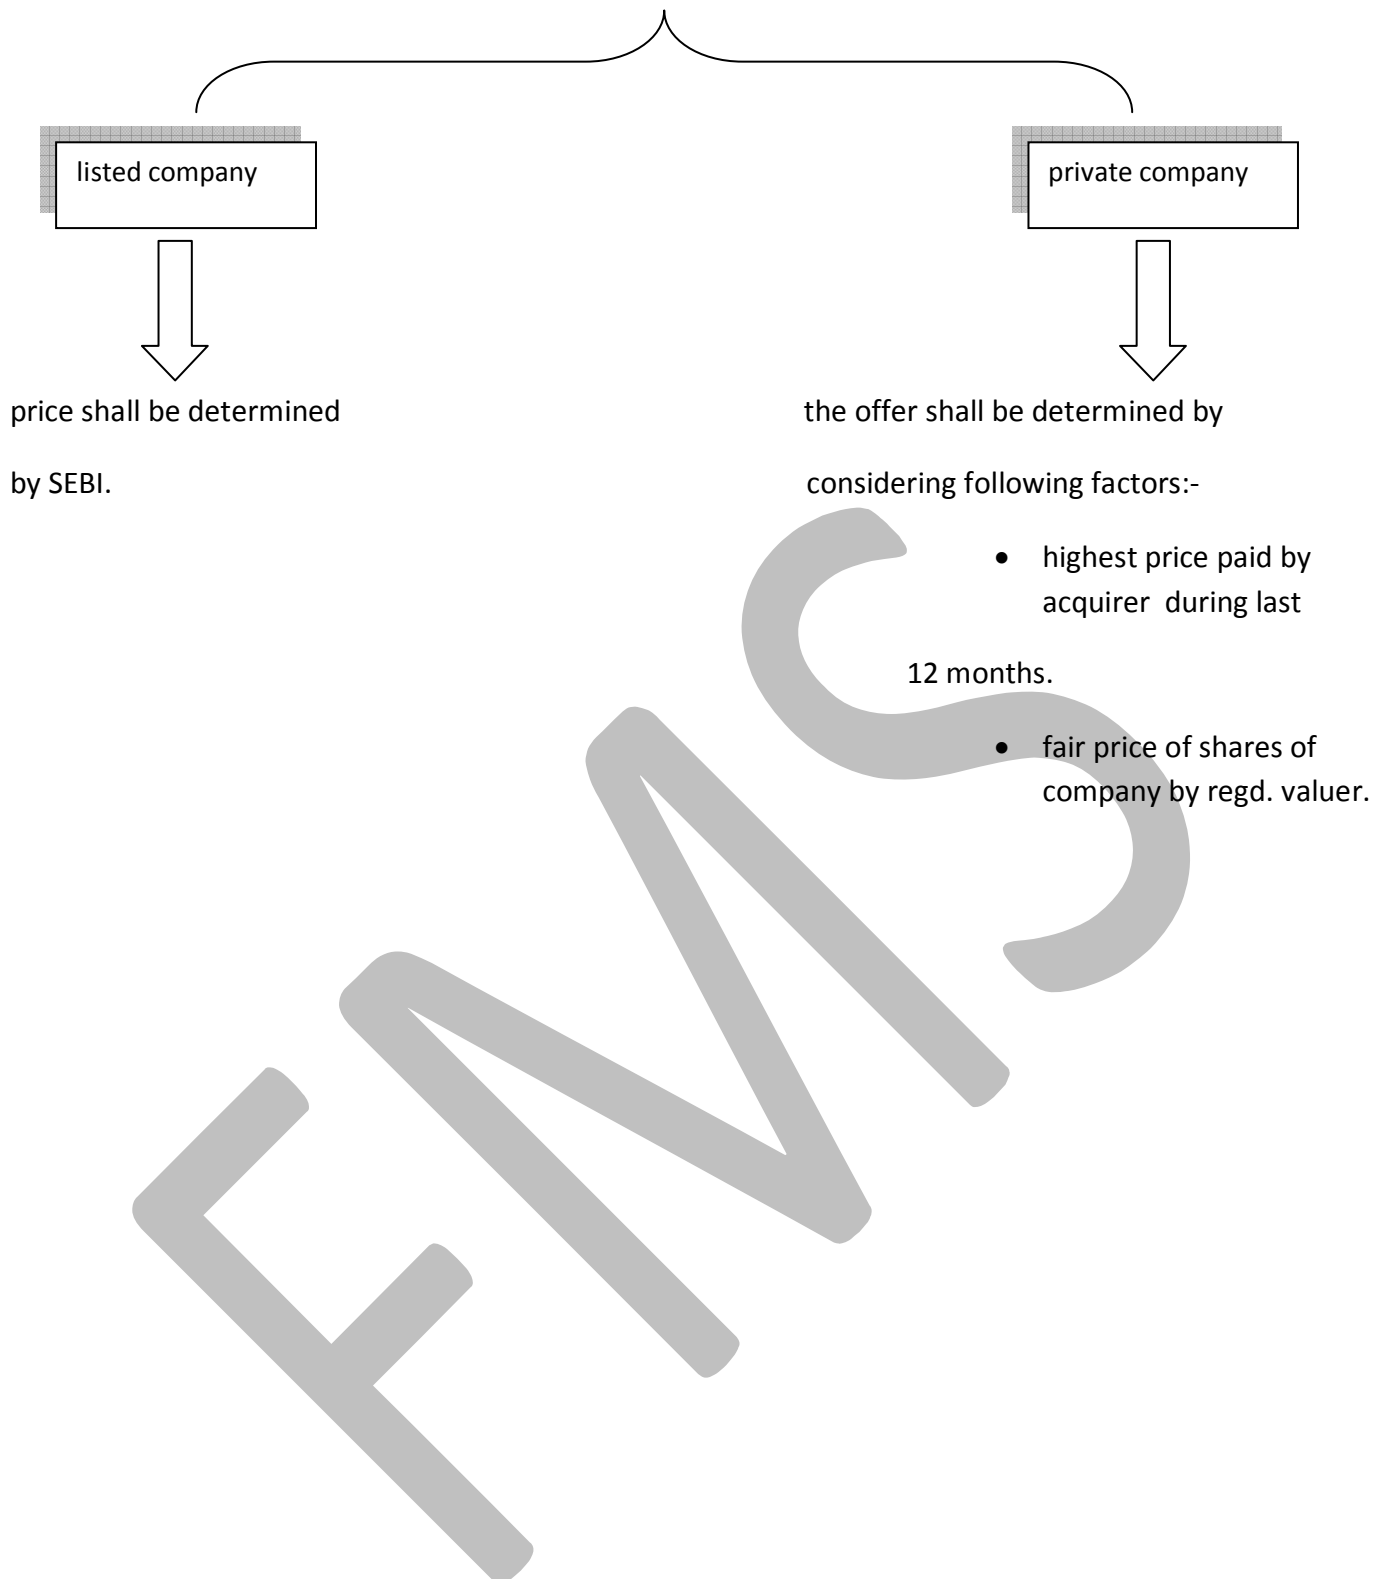 listed company
private company
price shall be determined
by SEBI.
the offer shall be determined by
considering following factors:-
• highest price paid by
acquirer during last
12 months.
• fair price of shares of
company by regd. valuer.
FMS